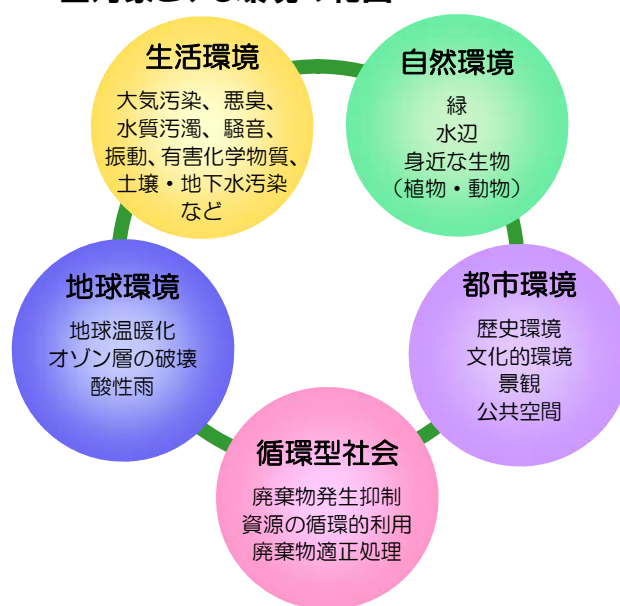 生活環境
大気汚染、悪臭、
水質汚濁、騒音、
振動、有害化学物質、
土壌・地下水汚染
など
自然環境
緑
水辺
身近な生物
（植物・動物）
地球環境
地球温暖化
オゾン層の破壊
酸性雨
都市環境
歴史環境
文化的環境
景観
公共空間
循環型社会
廃棄物発生抑制
資源の循環的利用
廃棄物適正処理